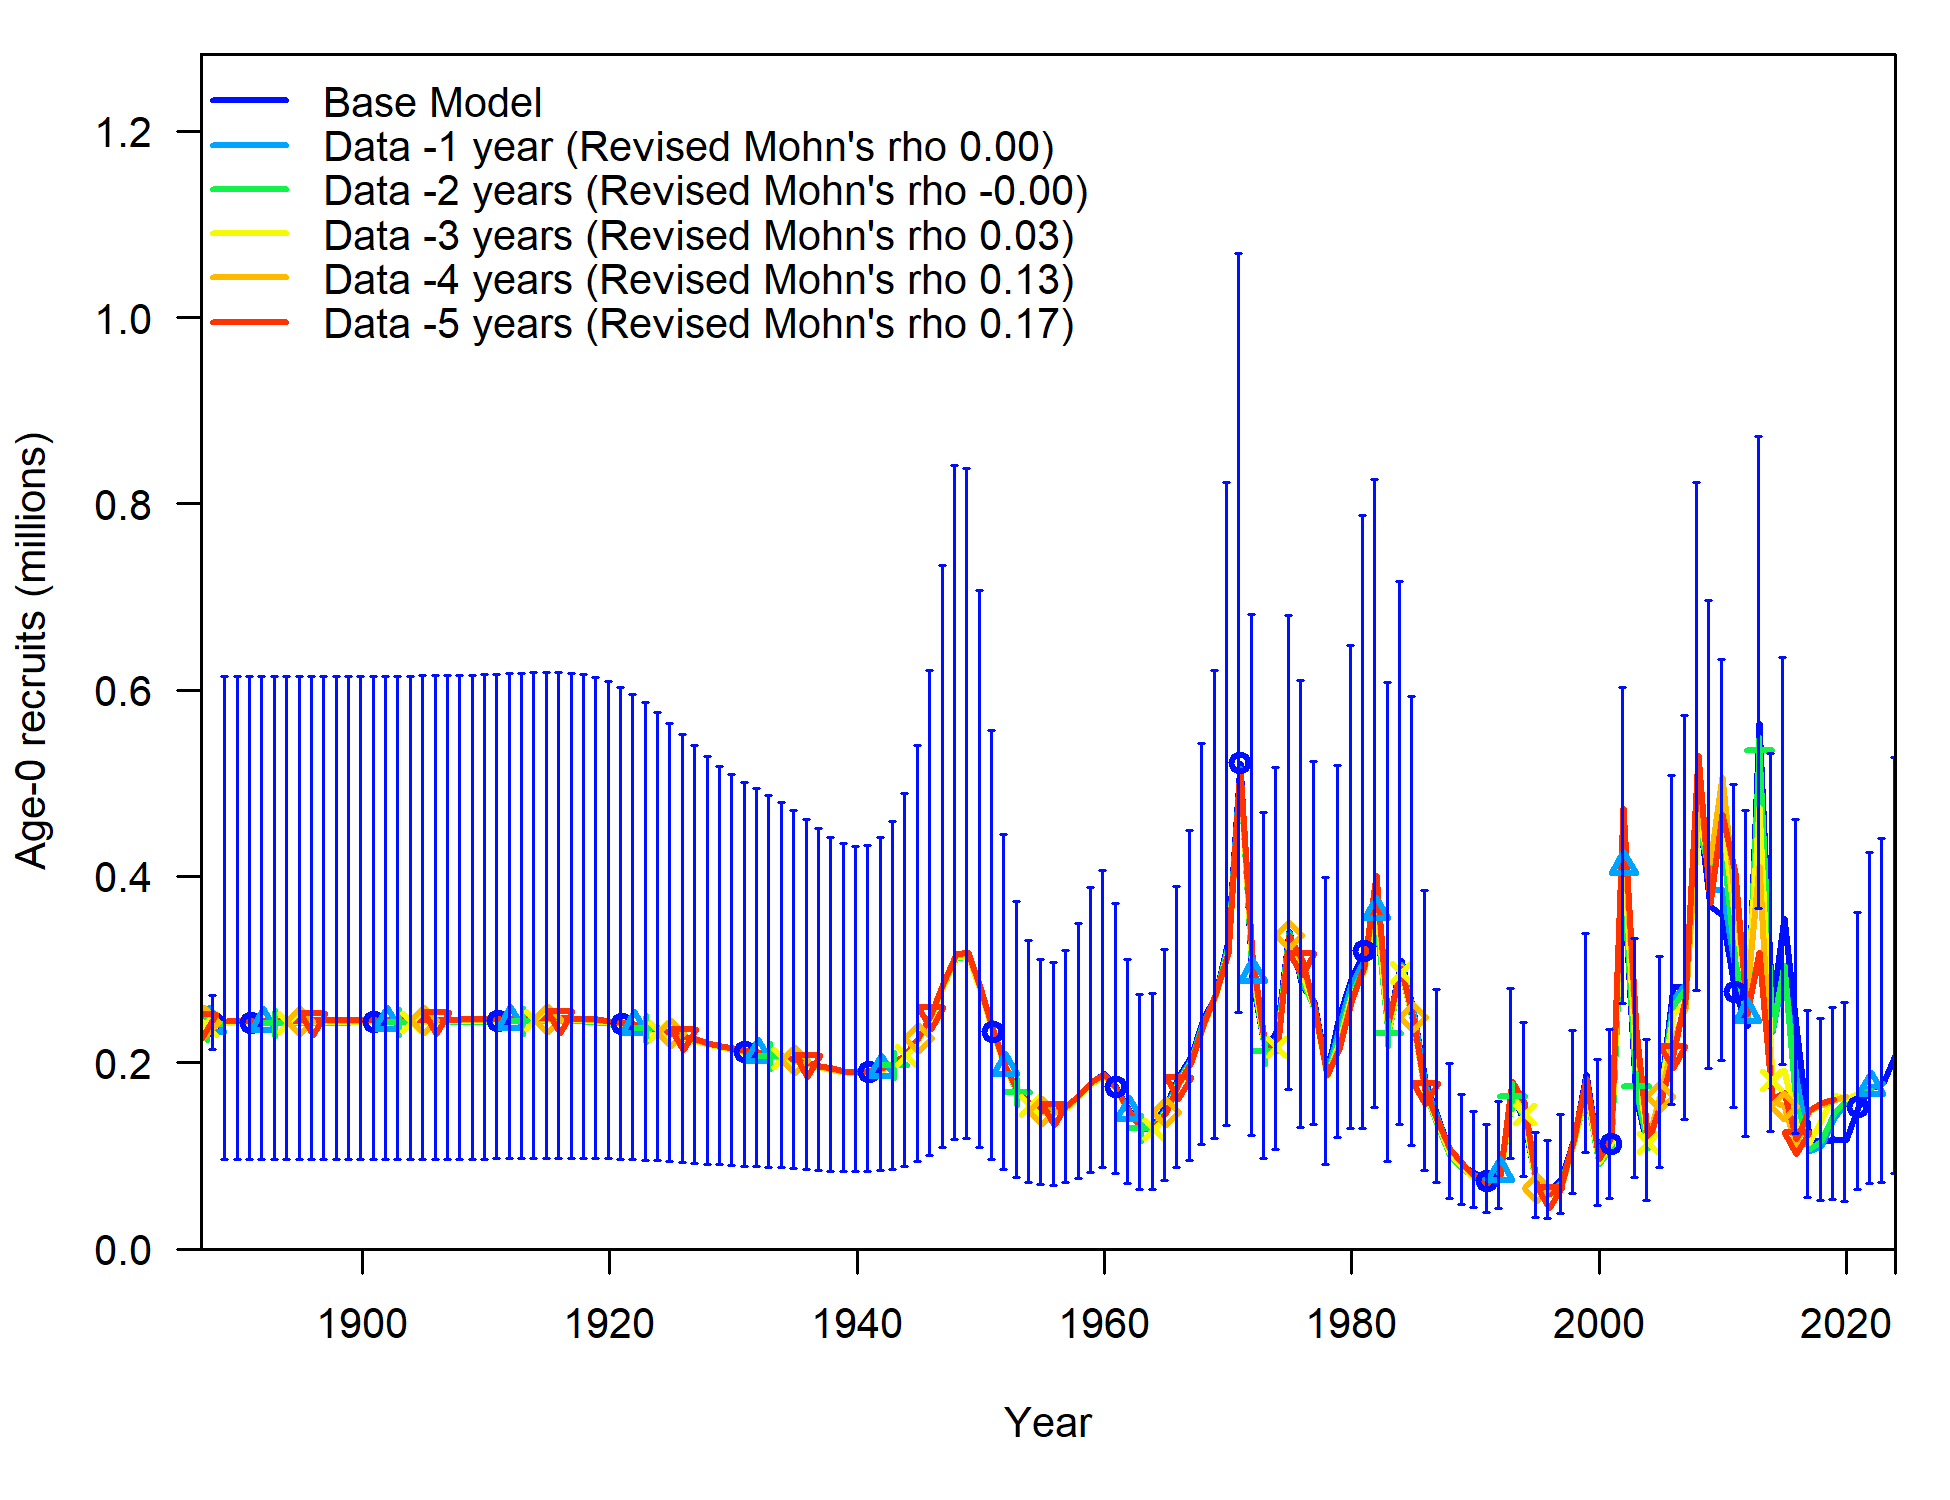 Base Model
Data -1 year (Revised Mohn's rho 0.00)
Data -2 years (Revised Mohn's rho -0.00)
Data -3 years (Revised Mohn's rho 0.03)
Data -4 years (Revised Mohn's rho 0.13)
Data -5 years (Revised Mohn's rho 0.17)
Age-0 recruits (millions)
1.2
1.0
0.8
0.6
0.4
0.2
0.0
1900 1920 1940 1960 1980 2000 2020
Year